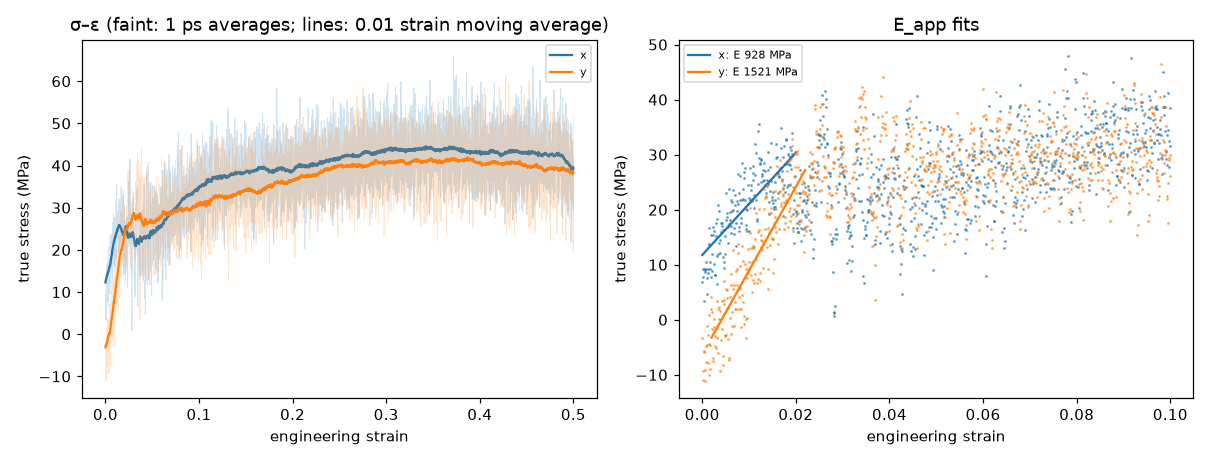 σ–ε (faint: 1 ps averages; lines: 0.01 strain moving average)
x
y
true stress (MPa)
60
50
40
30
20
10
0
−10
0.0
0.1
0.2
0.3
0.4
0.5
engineering strain
E_app fits
x: E 928 MPa
y: E 1521 MPa
true stress (MPa)
50
40
30
20
10
0
−10
0.00
0.02
0.04
0.06
0.08
0.10
engineering strain